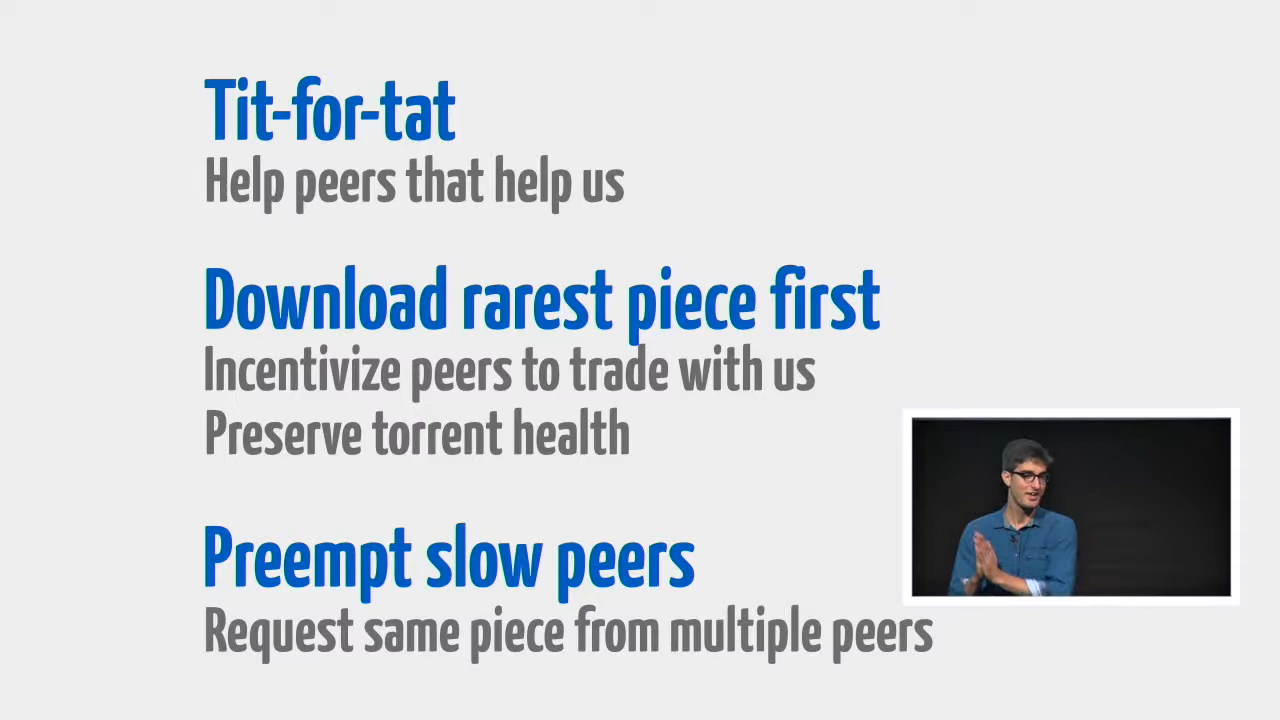 Tit-for-tat
Help peers that help us
Download rarest piece first
Incentivize peers to trade with us
Preserve torrent health
Preempt slow peers
Request same piece from multiple peers